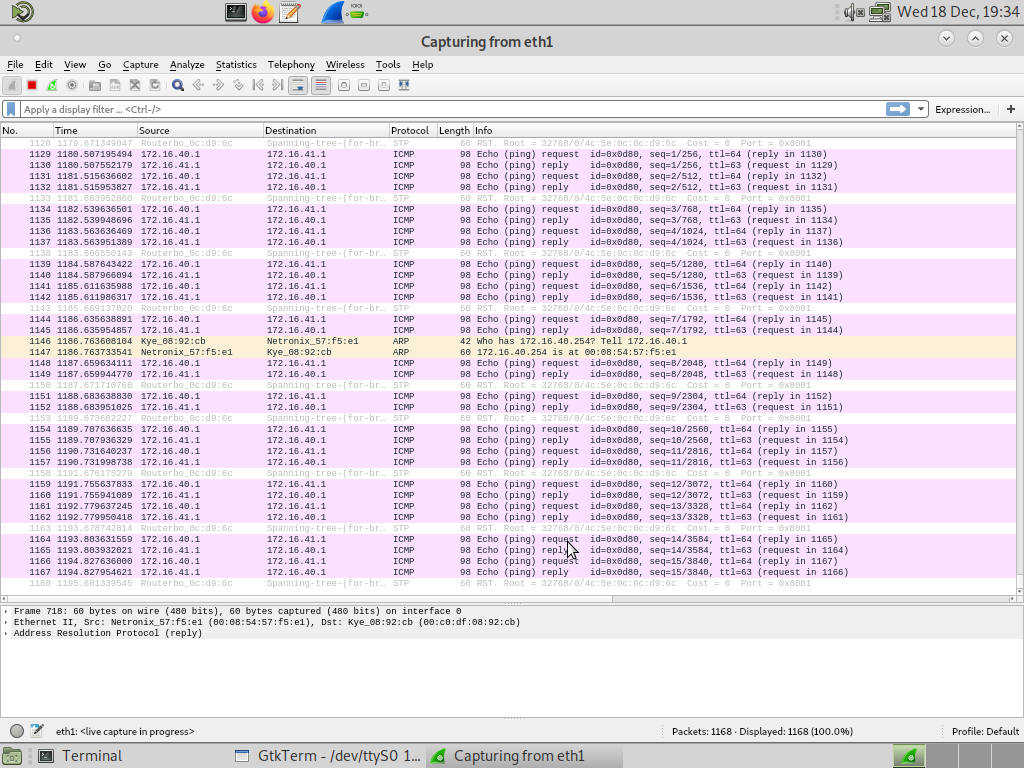 Wed 18 Dec, 19:34
Capturing from eth1
File Edit View Go Capture Analyze Statistics Telephony Wireless Tools Help
Apply a display filter ... <Ctrl-/> Expression... +
No. Time Source Destination Protocol Length Info
1128 1179.671349047 Routerbo_0c:d9:6c Spanning-tree-(for-br… STP 60 RST. Root = 32768/0/4c:5e:0c:0c:d9:6c Cost = 0 Port = 0x8001
1129 1180.507195494 172.16.40.1 172.16.41.1 ICMP 98 Echo (ping) request id=0x0d80, seq=1/256, ttl=64 (reply in 1130)
1130 1180.507552179 172.16.41.1 172.16.40.1 ICMP 98 Echo (ping) reply id=0x0d80, seq=1/256, ttl=63 (request in 1129)
1131 1181.515636602 172.16.40.1 172.16.41.1 ICMP 98 Echo (ping) request id=0x0d80, seq=2/512, ttl=64 (reply in 1132)
1132 1181.515953827 172.16.41.1 172.16.40.1 ICMP 98 Echo (ping) reply id=0x0d80, seq=2/512, ttl=63 (request in 1131)
1133 1181.663952860 Routerbo_0c:d9:6c Spanning-tree-(for-br… STP 60 RST. Root = 32768/0/4c:5e:0c:0c:d9:6c Cost = 0 Port = 0x8001
1134 1182.539636501 172.16.40.1 172.16.41.1 ICMP 98 Echo (ping) request id=0x0d80, seq=3/768, ttl=64 (reply in 1135)
1135 1182.539948696 172.16.41.1 172.16.40.1 ICMP 98 Echo (ping) reply id=0x0d80, seq=3/768, ttl=63 (request in 1134)
1136 1183.563636469 172.16.40.1 172.16.41.1 ICMP 98 Echo (ping) request id=0x0d80, seq=4/1024, ttl=64 (reply in 1137)
1137 1183.563951389 172.16.41.1 172.16.40.1 ICMP 98 Echo (ping) reply id=0x0d80, seq=4/1024, ttl=63 (request in 1136)
1138 1183.666550143 Routerbo_0c:d9:6c Spanning-tree-(for-br… STP 60 RST. Root = 32768/0/4c:5e:0c:0c:d9:6c Cost = 0 Port = 0x8001
1139 1184.587643422 172.16.40.1 172.16.41.1 ICMP 98 Echo (ping) request id=0x0d80, seq=5/1280, ttl=64 (reply in 1140)
1140 1184.587966094 172.16.41.1 172.16.40.1 ICMP 98 Echo (ping) reply id=0x0d80, seq=5/1280, ttl=63 (request in 1139)
1141 1185.611635988 172.16.40.1 172.16.41.1 ICMP 98 Echo (ping) request id=0x0d80, seq=6/1536, ttl=64 (reply in 1142)
1142 1185.611986317 172.16.41.1 172.16.40.1 ICMP 98 Echo (ping) reply id=0x0d80, seq=6/1536, ttl=63 (request in 1141)
1143 1185.669137020 Routerbo_0c:d9:6c Spanning-tree-(for-br… STP 60 RST. Root = 32768/0/4c:5e:0c:0c:d9:6c Cost = 0 Port = 0x8001
1144 1186.635638891 172.16.40.1 172.16.41.1 ICMP 98 Echo (ping) request id=0x0d80, seq=7/1792, ttl=64 (reply in 1145)
1145 1186.635954857 172.16.41.1 172.16.40.1 ICMP 98 Echo (ping) reply id=0x0d80, seq=7/1792, ttl=63 (request in 1144)
1146 1186.763608104 Kye_08:92:cb Netronix_57:f5:e1 ARP 42 Who has 172.16.40.254? Tell 172.16.40.1
1147 1186.763733541 Netronix_57:f5:e1 Kye_08:92:cb ARP 60 172.16.40.254 is at 00:08:54:57:f5:e1
1148 1187.659634111 172.16.40.1 172.16.41.1 ICMP 98 Echo (ping) request id=0x0d80, seq=8/2048, ttl=64 (reply in 1149)
1149 1187.659944770 172.16.41.1 172.16.40.1 ICMP 98 Echo (ping) reply id=0x0d80, seq=8/2048, ttl=63 (request in 1148)
1150 1187.671710768 Routerbo_0c:d9:6c Spanning-tree-(for-br… STP 60 RST. Root = 32768/0/4c:5e:0c:0c:d9:6c Cost = 0 Port = 0x8001
1151 1188.683638830 172.16.40.1 172.16.41.1 ICMP 98 Echo (ping) request id=0x0d80, seq=9/2304, ttl=64 (reply in 1152)
1152 1188.683951025 172.16.41.1 172.16.40.1 ICMP 98 Echo (ping) reply id=0x0d80, seq=9/2304, ttl=63 (request in 1151)
1153 1189.673602227 Routerbo_0c:d9:6c Spanning-tree-(for-br… STP 60 RST. Root = 32768/0/4c:5e:0c:0c:d9:6c Cost = 0 Port = 0x8001
1154 1189.707636635 172.16.40.1 172.16.41.1 ICMP 98 Echo (ping) request id=0x0d80, seq=10/2560, ttl=64 (reply in 1155)
1155 1189.707936329 172.16.41.1 172.16.40.1 ICMP 98 Echo (ping) reply id=0x0d80, seq=10/2560, ttl=63 (request in 1154)
1156 1190.731640237 172.16.40.1 172.16.41.1 ICMP 98 Echo (ping) request id=0x0d80, seq=11/2816, ttl=64 (reply in 1157)
1157 1190.731998738 172.16.41.1 172.16.40.1 ICMP 98 Echo (ping) reply id=0x0d80, seq=11/2816, ttl=63 (request in 1156)
1158 1191.676175279 Routerbo_0c:d9:6c Spanning-tree-(for-br… STP 60 RST. Root = 32768/0/4c:5e:0c:0c:d9:6c Cost = 0 Port = 0x8001
1159 1191.755637833 172.16.40.1 172.16.41.1 ICMP 98 Echo (ping) request id=0x0d80, seq=12/3072, ttl=64 (reply in 1160)
1160 1191.755941089 172.16.41.1 172.16.40.1 ICMP 98 Echo (ping) reply id=0x0d80, seq=12/3072, ttl=63 (request in 1159)
1161 1192.779637245 172.16.40.1 172.16.41.1 ICMP 98 Echo (ping) request id=0x0d80, seq=13/3328, ttl=64 (reply in 1162)
1162 1192.779950418 172.16.41.1 172.16.40.1 ICMP 98 Echo (ping) reply id=0x0d80, seq=13/3328, ttl=63 (request in 1161)
1163 1193.678742814 Routerbo_0c:d9:6c Spanning-tree-(for-br… STP 60 RST. Root = 32768/0/4c:5e:0c:0c:d9:6c Cost = 0 Port = 0x8001
1164 1193.803631559 172.16.40.1 172.16.41.1 ICMP 98 Echo (ping) request id=0x0d80, seq=14/3584, ttl=64 (reply in 1165)
1165 1193.803932021 172.16.41.1 172.16.40.1 ICMP 98 Echo (ping) reply id=0x0d80, seq=14/3584, ttl=63 (request in 1164)
1166 1194.827636000 172.16.40.1 172.16.41.1 ICMP 98 Echo (ping) request id=0x0d80, seq=15/3840, ttl=64 (reply in 1167)
1167 1194.827954621 172.16.41.1 172.16.40.1 ICMP 98 Echo (ping) reply id=0x0d80, seq=15/3840, ttl=63 (request in 1166)
1168 1195.681339545 Routerbo_0c:d9:6c Spanning-tree-(for-br… STP 60 RST. Root = 32768/0/4c:5e:0c:0c:d9:6c Cost = 0 Port = 0x8001
Frame 718: 60 bytes on wire (480 bits), 60 bytes captured (480 bits) on interface 0
Ethernet II, Src: Netronix_57:f5:e1 (00:08:54:57:f5:e1), Dst: Kye_08:92:cb (00:c0:df:08:92:cb)
Address Resolution Protocol (reply)
eth1: <live capture in progress> Packets: 1168 · Displayed: 1168 (100.0%) Profile: Default
Terminal GtkTerm - /dev/ttyS0 1... Capturing from eth1